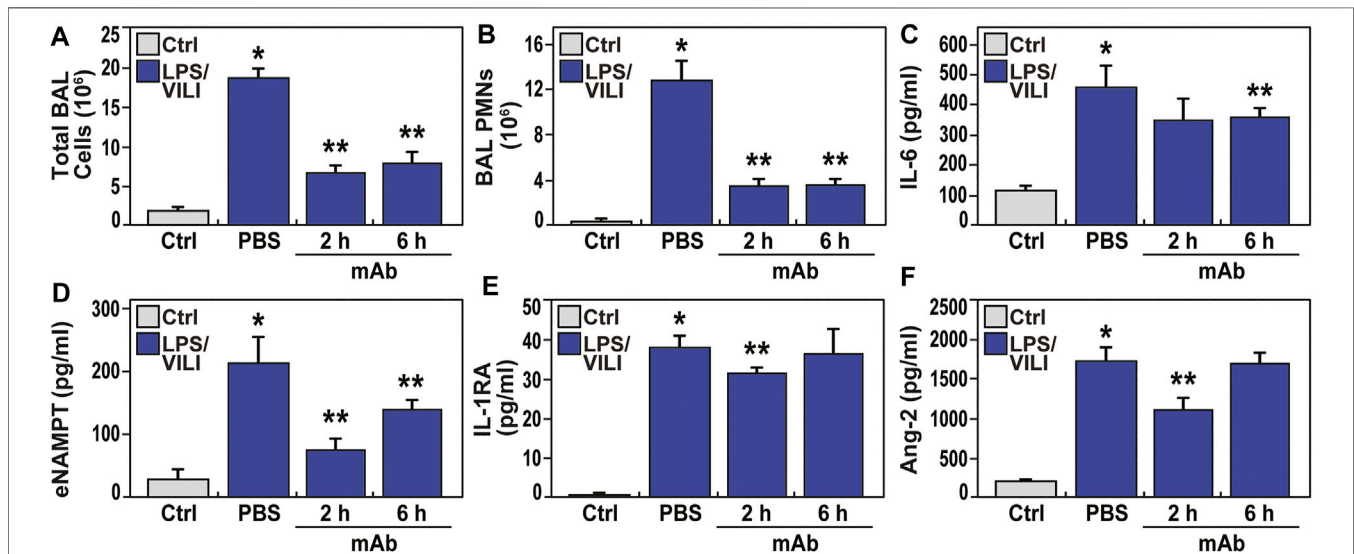 A
Total BAL
Cells (10⁶)
25
20
15
10
5
0
Ctrl
LPS/
VILI
*
**
**
Ctrl PBS 2 h 6 h
mAb
B
BAL PMNs
(10⁶)
16
12
8
4
0
Ctrl
LPS/
VILI
*
**
**
Ctrl PBS 2 h 6 h
mAb
C
IL-6 (pg/ml)
600
500
400
300
200
100
0
Ctrl
LPS/
VILI
*
**
Ctrl PBS 2 h 6 h
mAb
D
eNAMPT (pg/ml)
300
200
100
0
Ctrl
LPS/
VILI
*
**
**
Ctrl PBS 2 h 6 h
mAb
E
IL-1RA
(pg/ml)
50
40
30
20
10
0
Ctrl
LPS/
VILI
*
**
Ctrl PBS 2 h 6 h
mAb
F
Ang-2 (pg/ml)
2500
2000
1500
1000
500
0
Ctrl
LPS/
VILI
*
**
Ctrl PBS 2 h 6 h
mAb